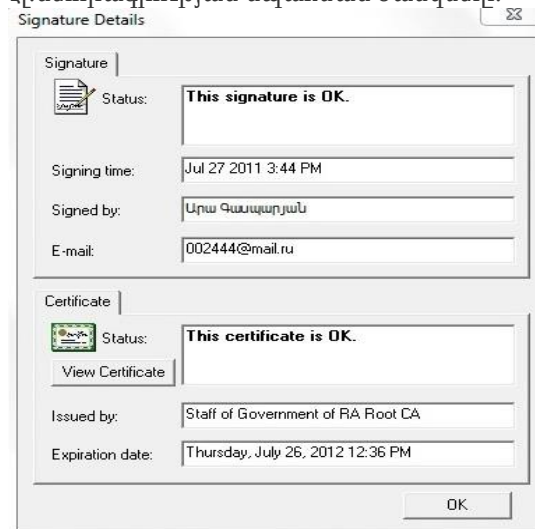 Signature Details
Signature
Status:
This signature is OK.
Signing time:
Jul 27 2011 3:44 PM
Signed by:
Արա Գասպարյան
E-mail:
002444@mail.ru
Certificate
Status:
This certificate is OK.
View Certificate
Issued by:
Staff of Government of RA Root CA
Expiration date:
Thursday, July 26, 2012 12:36 PM
OK